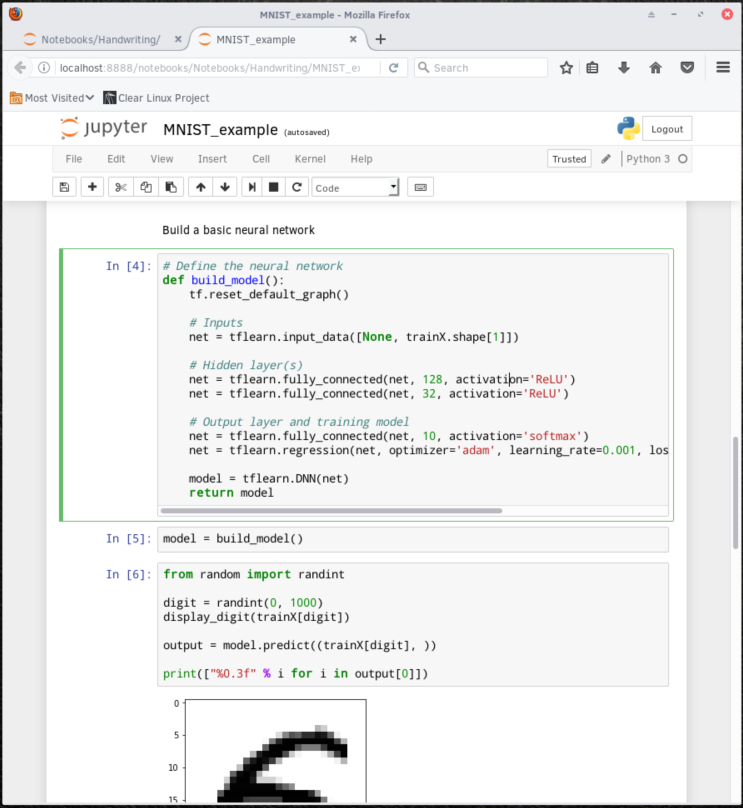 MNIST_example - Mozilla Firefox
Notebooks/Handwriting/
MNIST_example
localhost:8888/notebooks/Notebooks/Handwriting/MNIST_e
Search
Most Visited
Clear Linux Project
jupyter MNIST_example (autosaved)
Logout
File Edit View Insert Cell Kernel Help
Trusted
Python 3
Code
Build a basic neural network
In [4]:
# Define the neural network
def build_model():
    tf.reset_default_graph()
    # Inputs
    net = tflearn.input_data([None, trainX.shape[1]])
    # Hidden layer(s)
    net = tflearn.fully_connected(net, 128, activation='ReLU')
    net = tflearn.fully_connected(net, 32, activation='ReLU')
    # Output layer and training model
    net = tflearn.fully_connected(net, 10, activation='softmax')
    net = tflearn.regression(net, optimizer='adam', learning_rate=0.001, los
    model = tflearn.DNN(net)
    return model
In [5]:
model = build_model()
In [6]:
from random import randint
digit = randint(0, 1000)
display_digit(trainX[digit])
output = model.predict((trainX[digit], ))
print(["%0.3f" % i for i in output[0]])
0
5
10
15